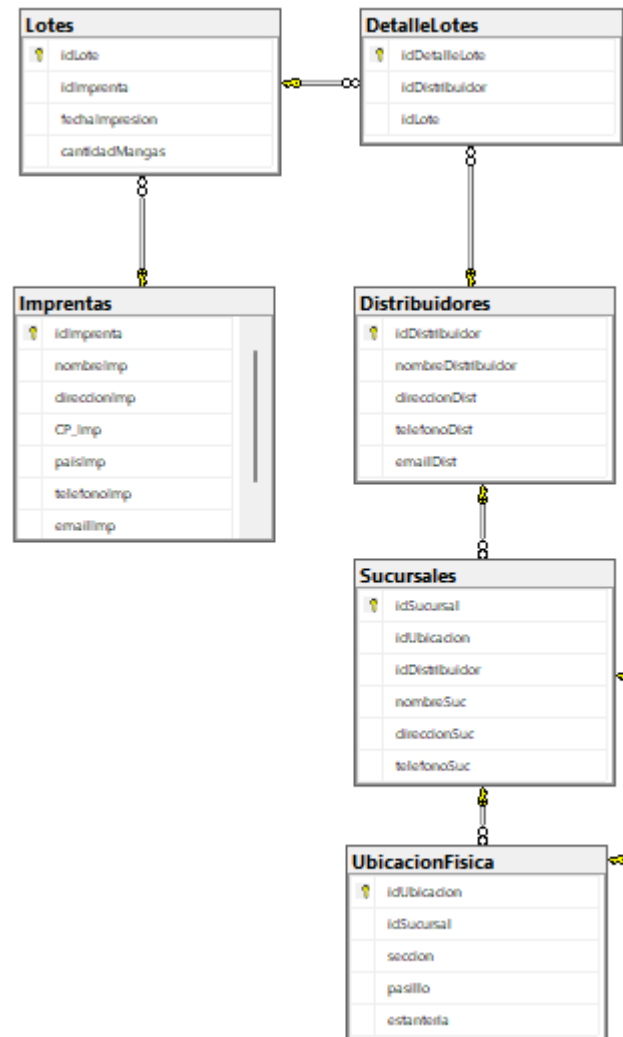 Lotes
idLote
idImprenta
fechaImpresion
cantidadMangas
DetalleLotes
idDetalleLote
idDistribuidor
idLote
Imprentas
idImprenta
nombreImp
direccionImp
CP_Imp
paisImp
telefonoImp
emailImp
Distribuidores
idDistribuidor
nombreDistribuidor
direccionDist
telefonoDist
emailDist
Sucursales
idSucursal
idUbicacion
idDistribuidor
nombreSuc
direccionSuc
telefonoSuc
UbicacionFisica
idUbicacion
idSucursal
seccion
pasillo
estanteria